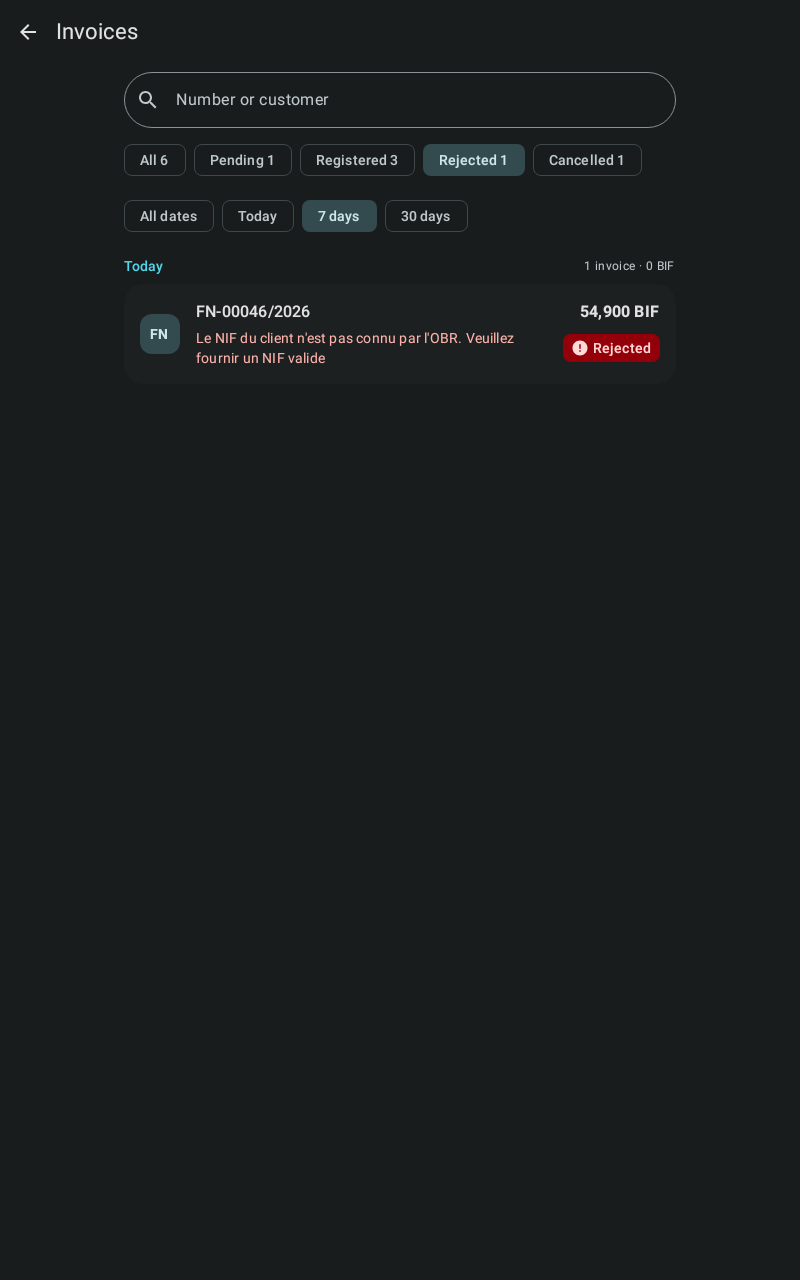 Invoices
Number or customer
All 6 Pending 1 Registered 3 Rejected 1 Cancelled 1
All dates Today 7 days 30 days
Today 1 invoice · 0 BIF
FN FN-00046/2026 54,900 BIF
Le NIF du client n'est pas connu par l'OBR. Veuillez
fournir un NIF valide
Rejected